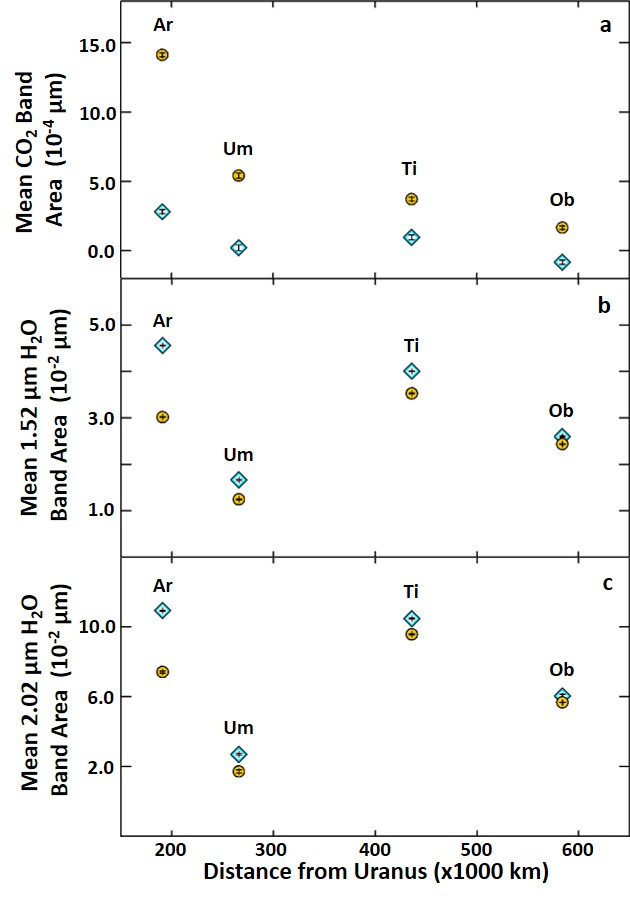 a
Mean CO₂ Band
Area (10⁻⁴ μm)
15.0
10.0
5.0
0.0
Ar
Um
Ti
Ob
b
Mean 1.52 μm H₂O
Band Area (10⁻² μm)
5.0
3.0
1.0
Ar
Um
Ti
Ob
c
Mean 2.02 μm H₂O
Band Area (10⁻² μm)
10.0
6.0
2.0
Ar
Um
Ti
Ob
200 300 400 500 600
Distance from Uranus (x1000 km)